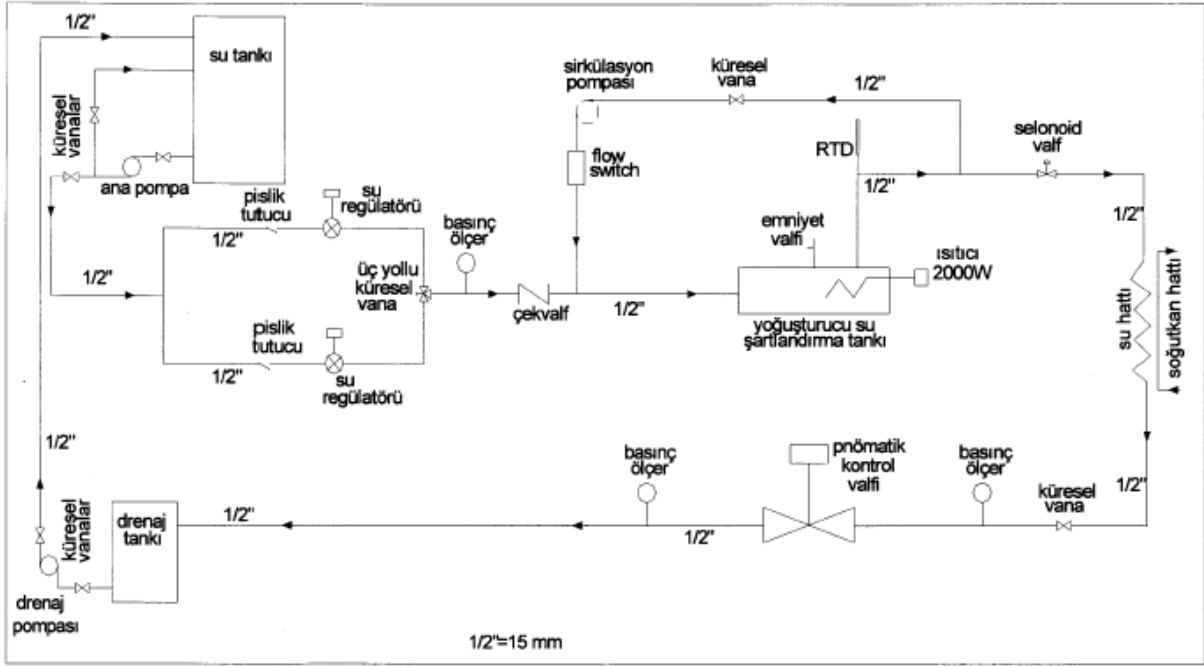 1/2"
su tankı
küresel
vanalar
ana pompa
1/2"
pislik
tutucu
1/2"
su
regülatörü
üç yollu
küresel
vana
pislik
tutucu
1/2"
su
regülatörü
basınç
ölçer
çekvalf
1/2"
sirkülasyon
pompası
küresel
vana
1/2"
flow
switch
RTD
1/2"
selonoid
valf
1/2"
emniyet
valfi
ısıtıcı
2000W
yoğuşturucu su
şartlandırma tankı
su hattı
soğutkan hattı
1/2"
küresel
vana
basınç
ölçer
pnömatik
kontrol
valfi
1/2"
basınç
ölçer
1/2"
drenaj
tankı
küresel
vanalar
drenaj
pompası
1/2"
1/2"=15 mm